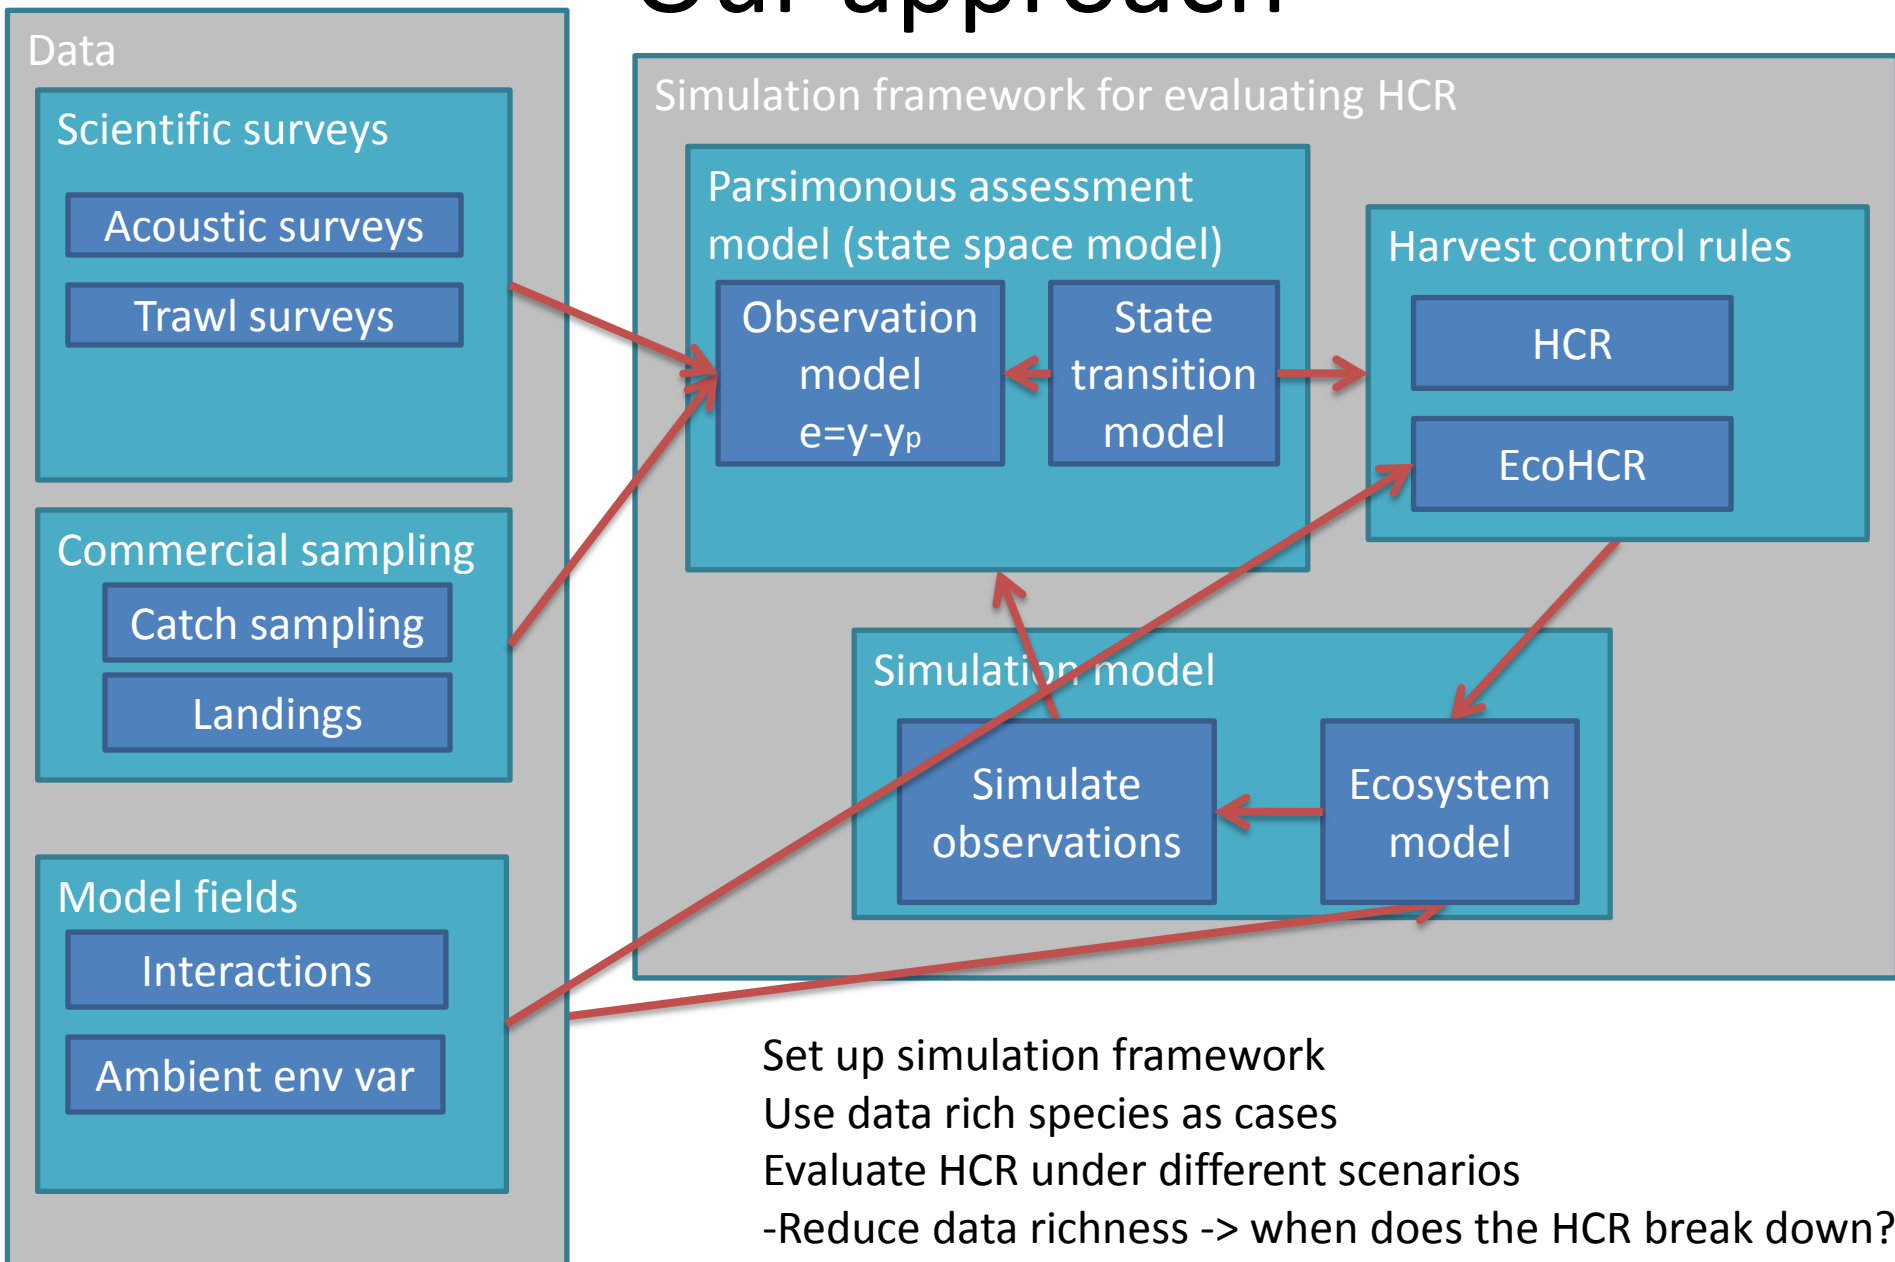 Our approach
Data
Scientific surveys
Acoustic surveys
Trawl surveys
Commercial sampling
Catch sampling
Landings
Model fields
Interactions
Ambient env var
Simulation framework for evaluating HCR
Parsimonous assessment
model (state space model)
Observation
model
e=y-yp
State
transition
model
Harvest control rules
HCR
EcoHCR
Simulation model
Simulate
observations
Ecosystem
model
Set up simulation framework
Use data rich species as cases
Evaluate HCR under different scenarios
-Reduce data richness -> when does the HCR break down?